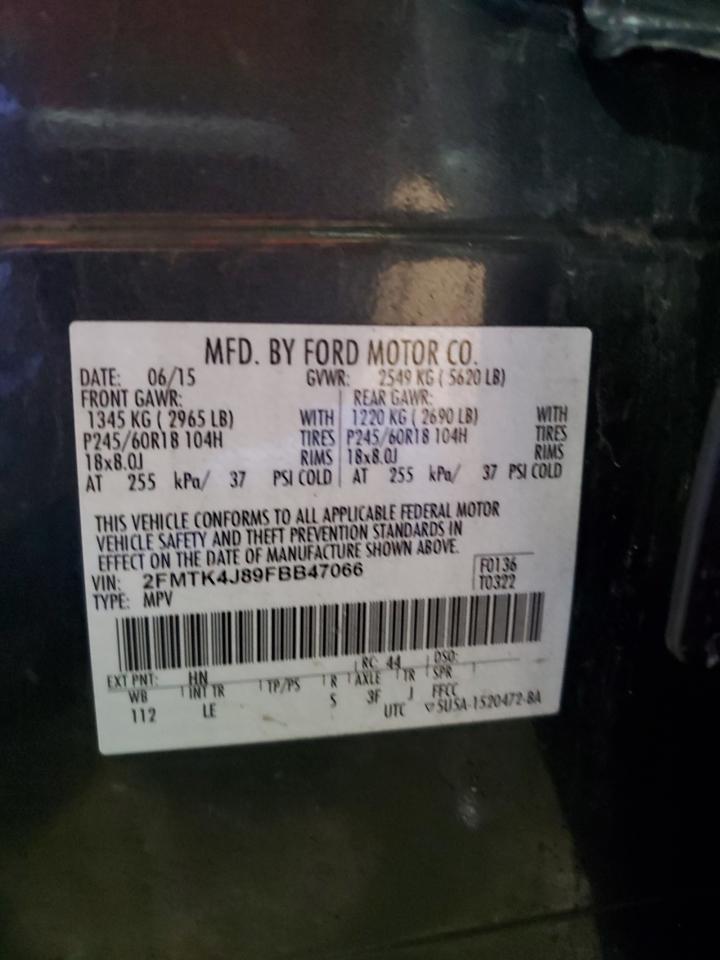 MFD. BY FORD MOTOR CO.
DATE: 06/15 GVWR: 2549 KG ( 5620 LB)
FRONT GAWR: REAR GAWR:
1345 KG ( 2965 LB) WITH 1220 KG ( 2690 LB) WITH
P245/60R18 104H TIRES P245/60R18 104H TIRES
18x8.0J RIMS 18x8.0J RIMS
AT 255 kPa/ 37 PSI COLD AT 255 kPa/ 37 PSI COLD
THIS VEHICLE CONFORMS TO ALL APPLICABLE FEDERAL MOTOR
VEHICLE SAFETY AND THEFT PREVENTION STANDARDS IN
EFFECT ON THE DATE OF MANUFACTURE SHOWN ABOVE.
VIN: 2FMTK4J89FBB47066 F0136
TYPE: MPV T0322
EXT PNT: HN RC: 44 DSO:
WB INT TR TP/PS R AXLE TR SPR
112 LE S 3F J FFCC
UTC ▽5U5A-1520472-BA